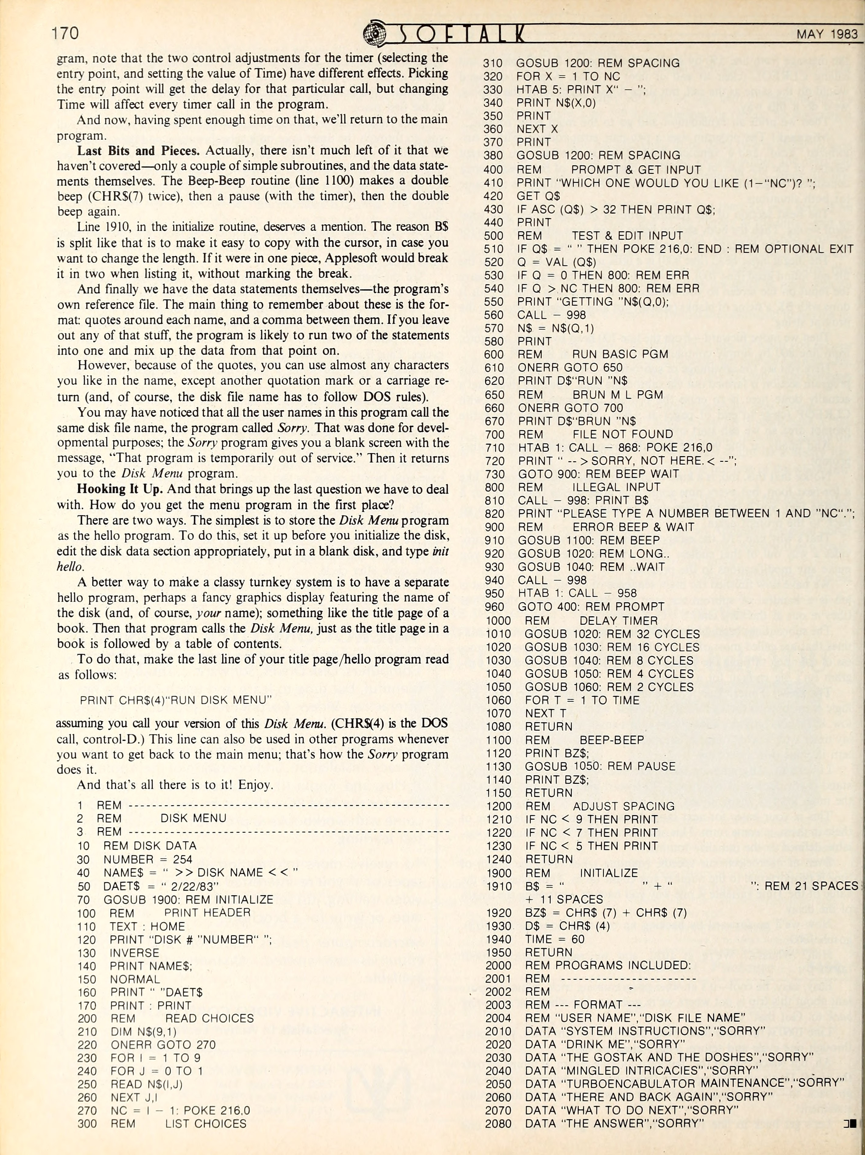 170
SOFTALK
MAY 1983
gram, note that the two control adjustments for the timer (selecting the
entry point, and setting the value of Time) have different effects. Picking
the entry point will get the delay for that particular call, but changing
Time will affect every timer call in the program.
And now, having spent enough time on that, we'll return to the main
program.
Last Bits and Pieces. Actually, there isn't much left of it that we
haven't covered—only a couple of simple subroutines, and the data state-
ments themselves. The Beep-Beep routine (line 1100) makes a double
beep (CHR$(7) twice), then a pause (with the timer), then the double
beep again.
Line 1910, in the initialize routine, deserves a mention. The reason B$
is split like that is to make it easy to copy with the cursor, in case you
want to change the length. If it were in one piece, Applesoft would break
it in two when listing it, without marking the break.
And finally we have the data statements themselves—the program's
own reference file. The main thing to remember about these is the for-
mat: quotes around each name, and a comma between them. If you leave
out any of that stuff, the program is likely to run two of the statements
into one and mix up the data from that point on.
However, because of the quotes, you can use almost any characters
you like in the name, except another quotation mark or a carriage re-
turn (and, of course, the disk file name has to follow DOS rules).
You may have noticed that all the user names in this program call the
same disk file name, the program called Sorry. That was done for devel-
opmental purposes; the Sorry program gives you a blank screen with the
message, "That program is temporarily out of service." Then it returns
you to the Disk Menu program.
Hooking It Up. And that brings up the last question we have to deal
with. How do you get the menu program in the first place?
There are two ways. The simplest is to store the Disk Menu program
as the hello program. To do this, set it up before you initialize the disk,
edit the disk data section appropriately, put in a blank disk, and type init
hello.
A better way to make a classy turnkey system is to have a separate
hello program, perhaps a fancy graphics display featuring the name of
the disk (and, of course, your name); something like the title page of a
book. Then that program calls the Disk Menu, just as the title page in a
book is followed by a table of contents.
To do that, make the last line of your title page/hello program read
as follows:
PRINT CHR$(4)"RUN DISK MENU"
assuming you call your version of this Disk Menu. (CHR$(4) is the DOS
call, control-D.) This line can also be used in other programs whenever
you want to get back to the main menu; that's how the Sorry program
does it.
And that's all there is to it! Enjoy.
1 REM ------------------------------------------------
2 REM DISK MENU
3 REM ------------------------------------------------
10 REM DISK DATA
30 NUMBER = 254
40 NAME$ = " >> DISK NAME < < "
50 DAET$ = " 2/22/83"
70 GOSUB 1900: REM INITIALIZE
100 REM PRINT HEADER
110 TEXT : HOME
120 PRINT "DISK # "NUMBER" ";
130 INVERSE
140 PRINT NAME$;
150 NORMAL
160 PRINT " "DAET$
170 PRINT : PRINT
200 REM READ CHOICES
210 DIM N$(9,1)
220 ONERR GOTO 270
230 FOR I = 1 TO 9
240 FOR J = 0 TO 1
250 READ N$(I,J)
260 NEXT J,I
270 NC = I - 1: POKE 216,0
300 REM LIST CHOICES
310 GOSUB 1200: REM SPACING
320 FOR X = 1 TO NC
330 HTAB 5: PRINT X" - ";
340 PRINT N$(X,0)
350 PRINT
360 NEXT X
370 PRINT
380 GOSUB 1200: REM SPACING
400 REM PROMPT & GET INPUT
410 PRINT "WHICH ONE WOULD YOU LIKE (1-"NC")? ";
420 GET Q$
430 IF ASC (Q$) > 32 THEN PRINT Q$;
440 PRINT
500 REM TEST & EDIT INPUT
510 IF Q$ = " " THEN POKE 216,0: END : REM OPTIONAL EXIT
520 Q = VAL (Q$)
530 IF Q = 0 THEN 800: REM ERR
540 IF Q > NC THEN 800: REM ERR
550 PRINT "GETTING "N$(Q,0);
560 CALL - 998
570 N$ = N$(Q,1)
580 PRINT
600 REM RUN BASIC PGM
610 ONERR GOTO 650
620 PRINT D$"RUN "N$
650 REM BRUN M L PGM
660 ONERR GOTO 700
670 PRINT D$"BRUN "N$
700 REM FILE NOT FOUND
710 HTAB 1: CALL - 868: POKE 216,0
720 PRINT " -- > SORRY, NOT HERE. < --";
730 GOTO 900: REM BEEP WAIT
800 REM ILLEGAL INPUT
810 CALL - 998: PRINT B$
820 PRINT "PLEASE TYPE A NUMBER BETWEEN 1 AND "NC".";
900 REM ERROR BEEP & WAIT
910 GOSUB 1100: REM BEEP
920 GOSUB 1020: REM LONG..
930 GOSUB 1040: REM ..WAIT
940 CALL - 998
950 HTAB 1: CALL - 958
960 GOTO 400: REM PROMPT
1000 REM DELAY TIMER
1010 GOSUB 1020: REM 32 CYCLES
1020 GOSUB 1030: REM 16 CYCLES
1030 GOSUB 1040: REM 8 CYCLES
1040 GOSUB 1050: REM 4 CYCLES
1050 GOSUB 1060: REM 2 CYCLES
1060 FOR T = 1 TO TIME
1070 NEXT T
1080 RETURN
1100 REM BEEP-BEEP
1120 PRINT BZ$;
1130 GOSUB 1050: REM PAUSE
1140 PRINT BZ$;
1150 RETURN
1200 REM ADJUST SPACING
1210 IF NC < 9 THEN PRINT
1220 IF NC < 7 THEN PRINT
1230 IF NC < 5 THEN PRINT
1240 RETURN
1900 REM INITIALIZE
1910 B$ = " " + " ": REM 21 SPACES
+ 11 SPACES
1920 BZ$ = CHR$ (7) + CHR$ (7)
1930 D$ = CHR$ (4)
1940 TIME = 60
1950 RETURN
2000 REM PROGRAMS INCLUDED:
2001 REM ----------------------
2002 REM
2003 REM --- FORMAT ---
2004 REM "USER NAME","DISK FILE NAME"
2010 DATA "SYSTEM INSTRUCTIONS","SORRY"
2020 DATA "DRINK ME","SORRY"
2030 DATA "THE GOSTAK AND THE DOSHES","SORRY"
2040 DATA "MINGLED INTRICACIES","SORRY"
2050 DATA "TURBOENCABULATOR MAINTENANCE","SORRY"
2060 DATA "THERE AND BACK AGAIN","SORRY"
2070 DATA "WHAT TO DO NEXT","SORRY"
2080 DATA "THE ANSWER","SORRY"